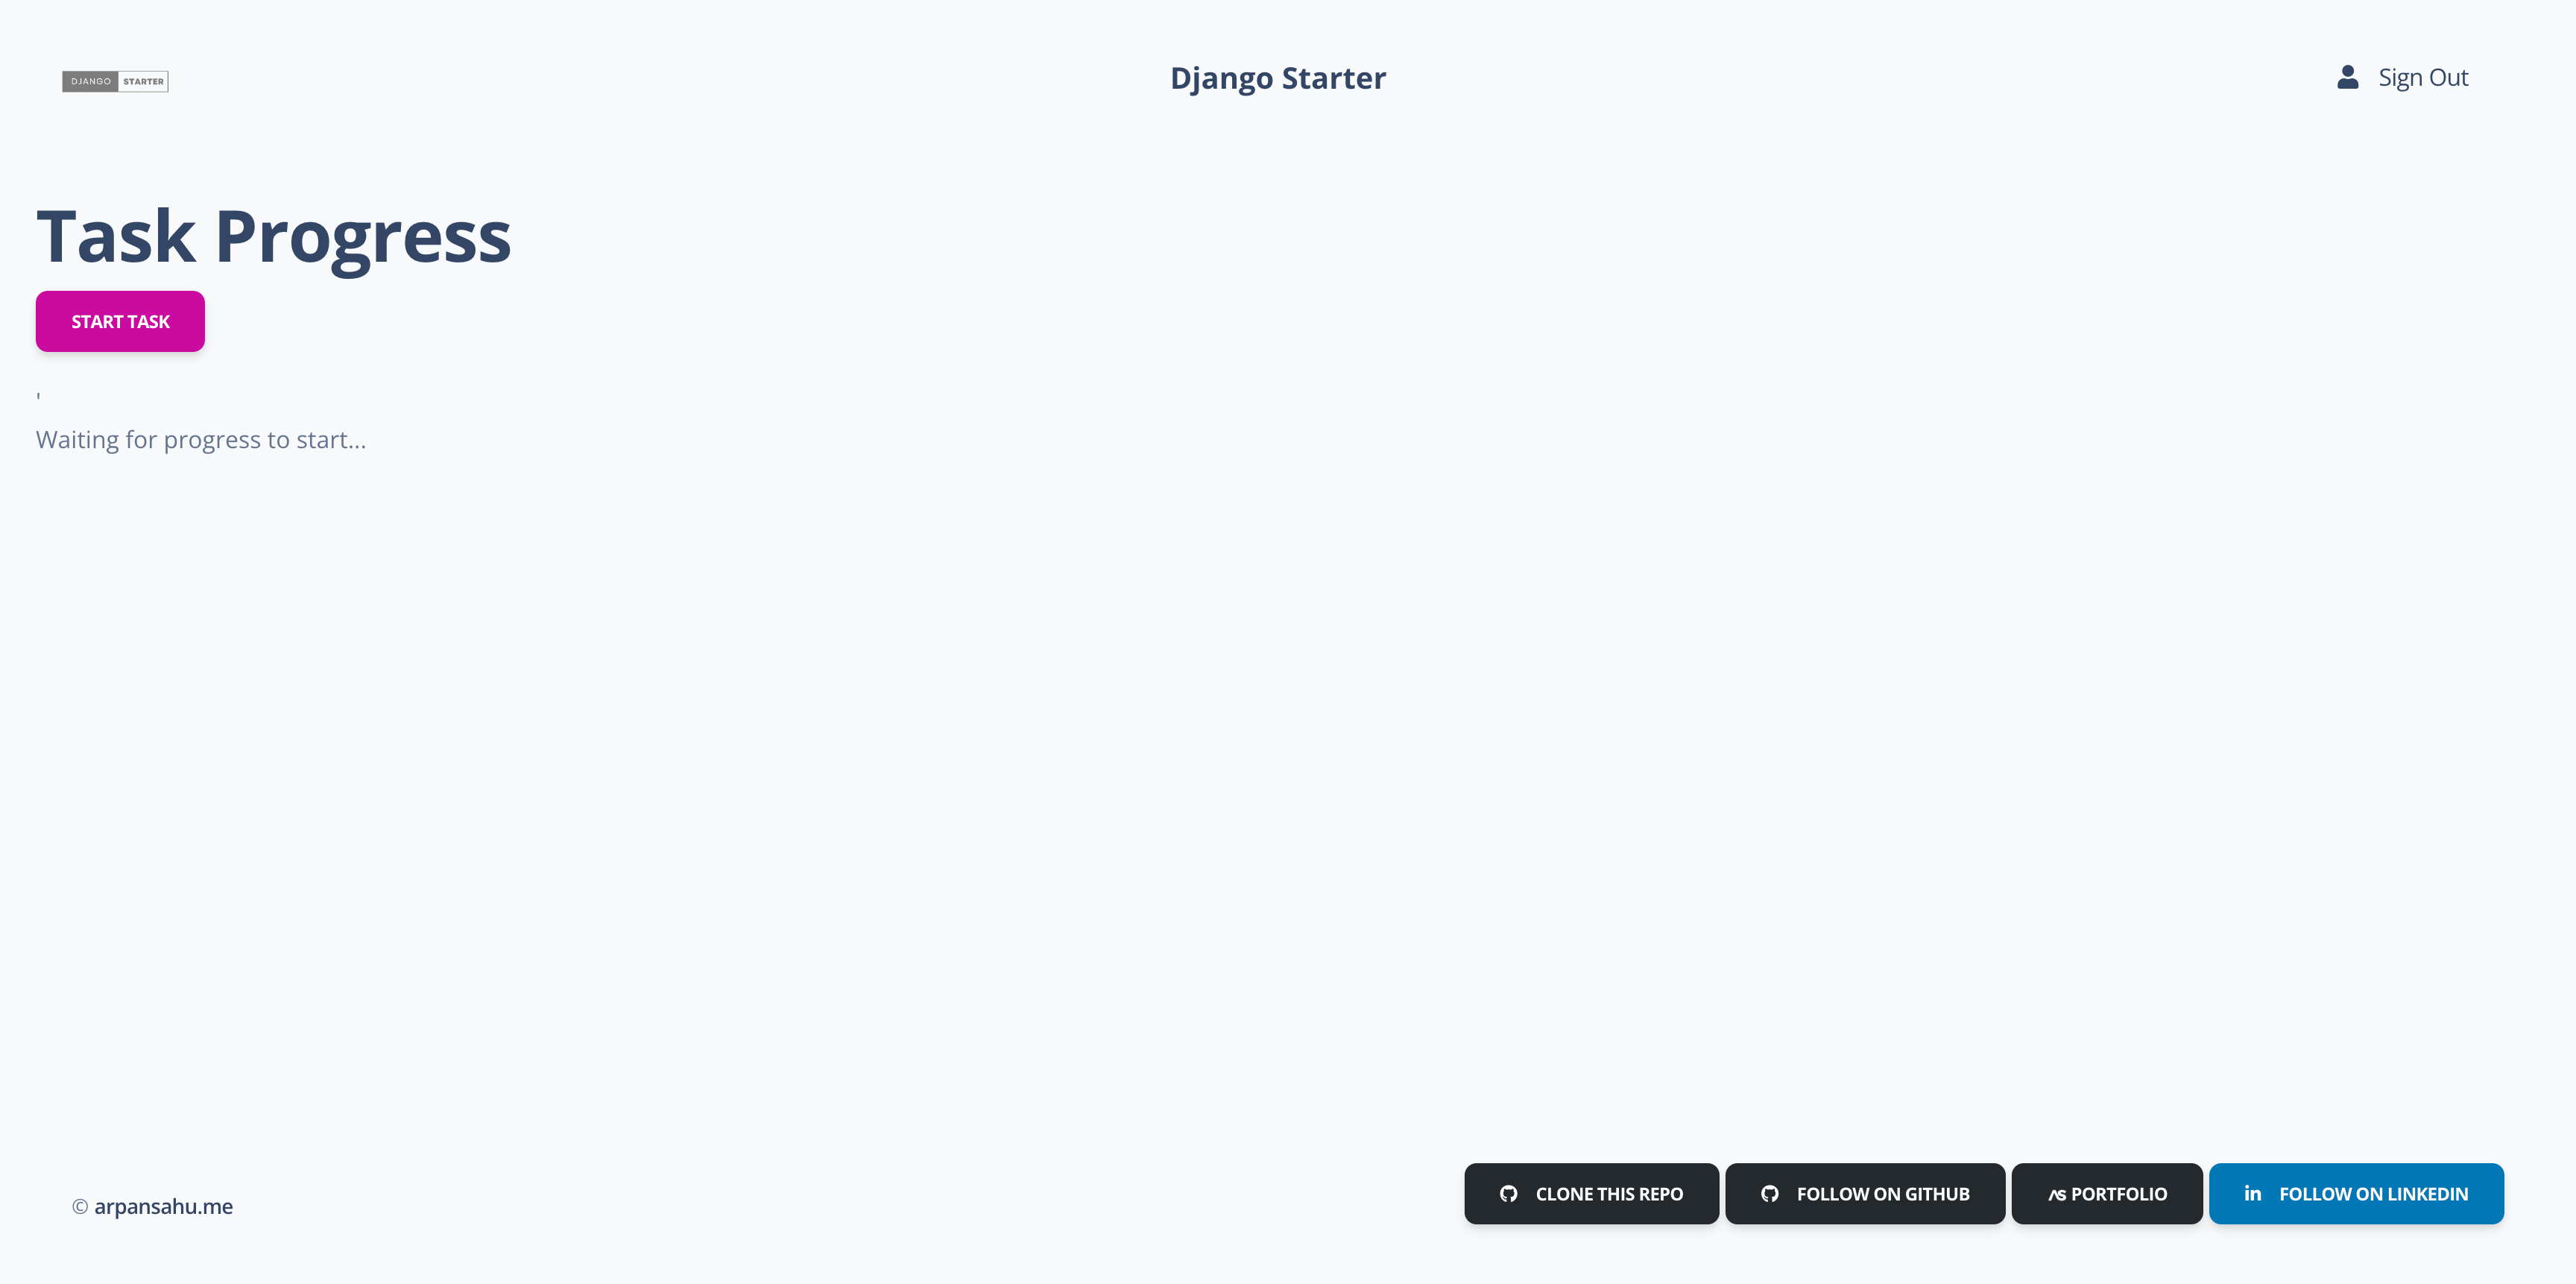 DJANGO STARTER
Django Starter
Sign Out
Task Progress
START TASK
'
Waiting for progress to start...
© arpansahu.me
CLONE THIS REPO
FOLLOW ON GITHUB
PORTFOLIO
in FOLLOW ON LINKEDIN